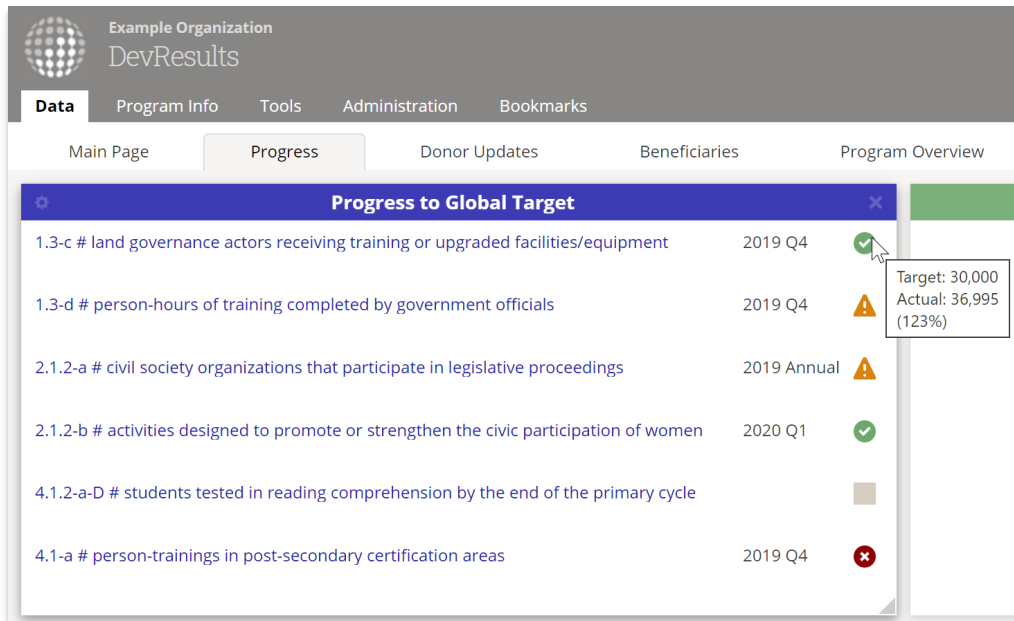 Example Organization
DevResults
Data Program Info Tools Administration Bookmarks
Main Page Progress Donor Updates Beneficiaries Program Overview
Progress to Global Target
1.3-c # land governance actors receiving training or upgraded facilities/equipment 2019 Q4
Target: 30,000
Actual: 36,995
(123%)
1.3-d # person-hours of training completed by government officials 2019 Q4
2.1.2-a # civil society organizations that participate in legislative proceedings 2019 Annual
2.1.2-b # activities designed to promote or strengthen the civic participation of women 2020 Q1
4.1.2-a-D # students tested in reading comprehension by the end of the primary cycle
4.1-a # person-trainings in post-secondary certification areas 2019 Q4